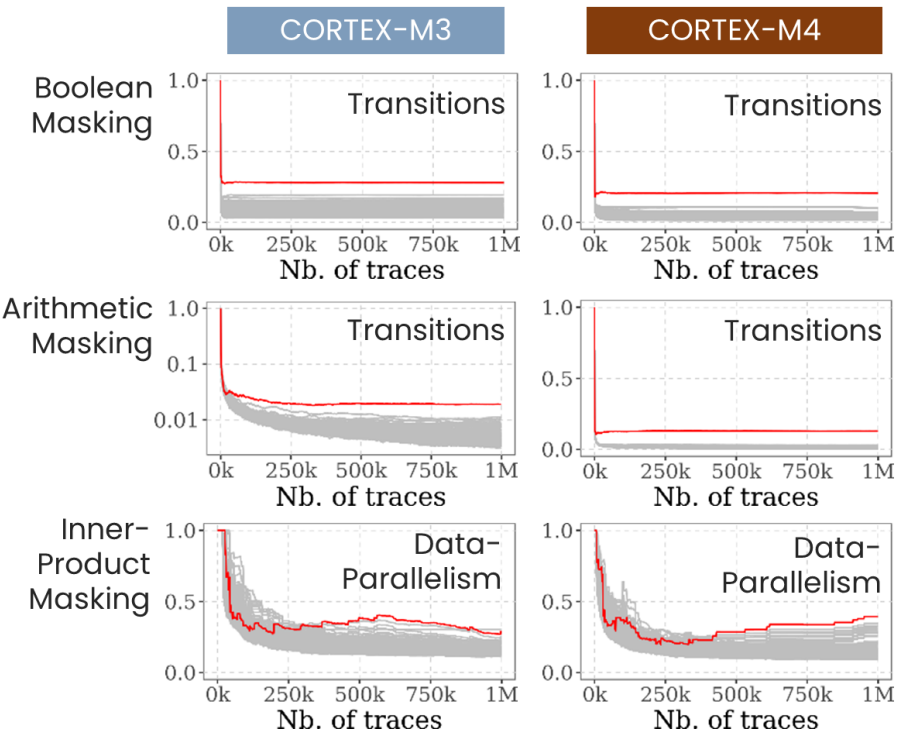 CORTEX-M3
CORTEX-M4
Boolean
Masking
1.0
0.5
0.0
Transitions
0k 250k 500k 750k 1M
Nb. of traces
1.0
0.5
0.0
Transitions
0k 250k 500k 750k 1M
Nb. of traces
Arithmetic
Masking
1.0
0.1
0.01
Transitions
0k 250k 500k 750k 1M
Nb. of traces
1.0
0.5
0.0
Transitions
0k 250k 500k 750k 1M
Nb. of traces
Inner-
Product
Masking
1.0
0.5
0.0
Data-
Parallelism
0k 250k 500k 750k 1M
Nb. of traces
1.0
0.5
0.0
Data-
Parallelism
0k 250k 500k 750k 1M
Nb. of traces